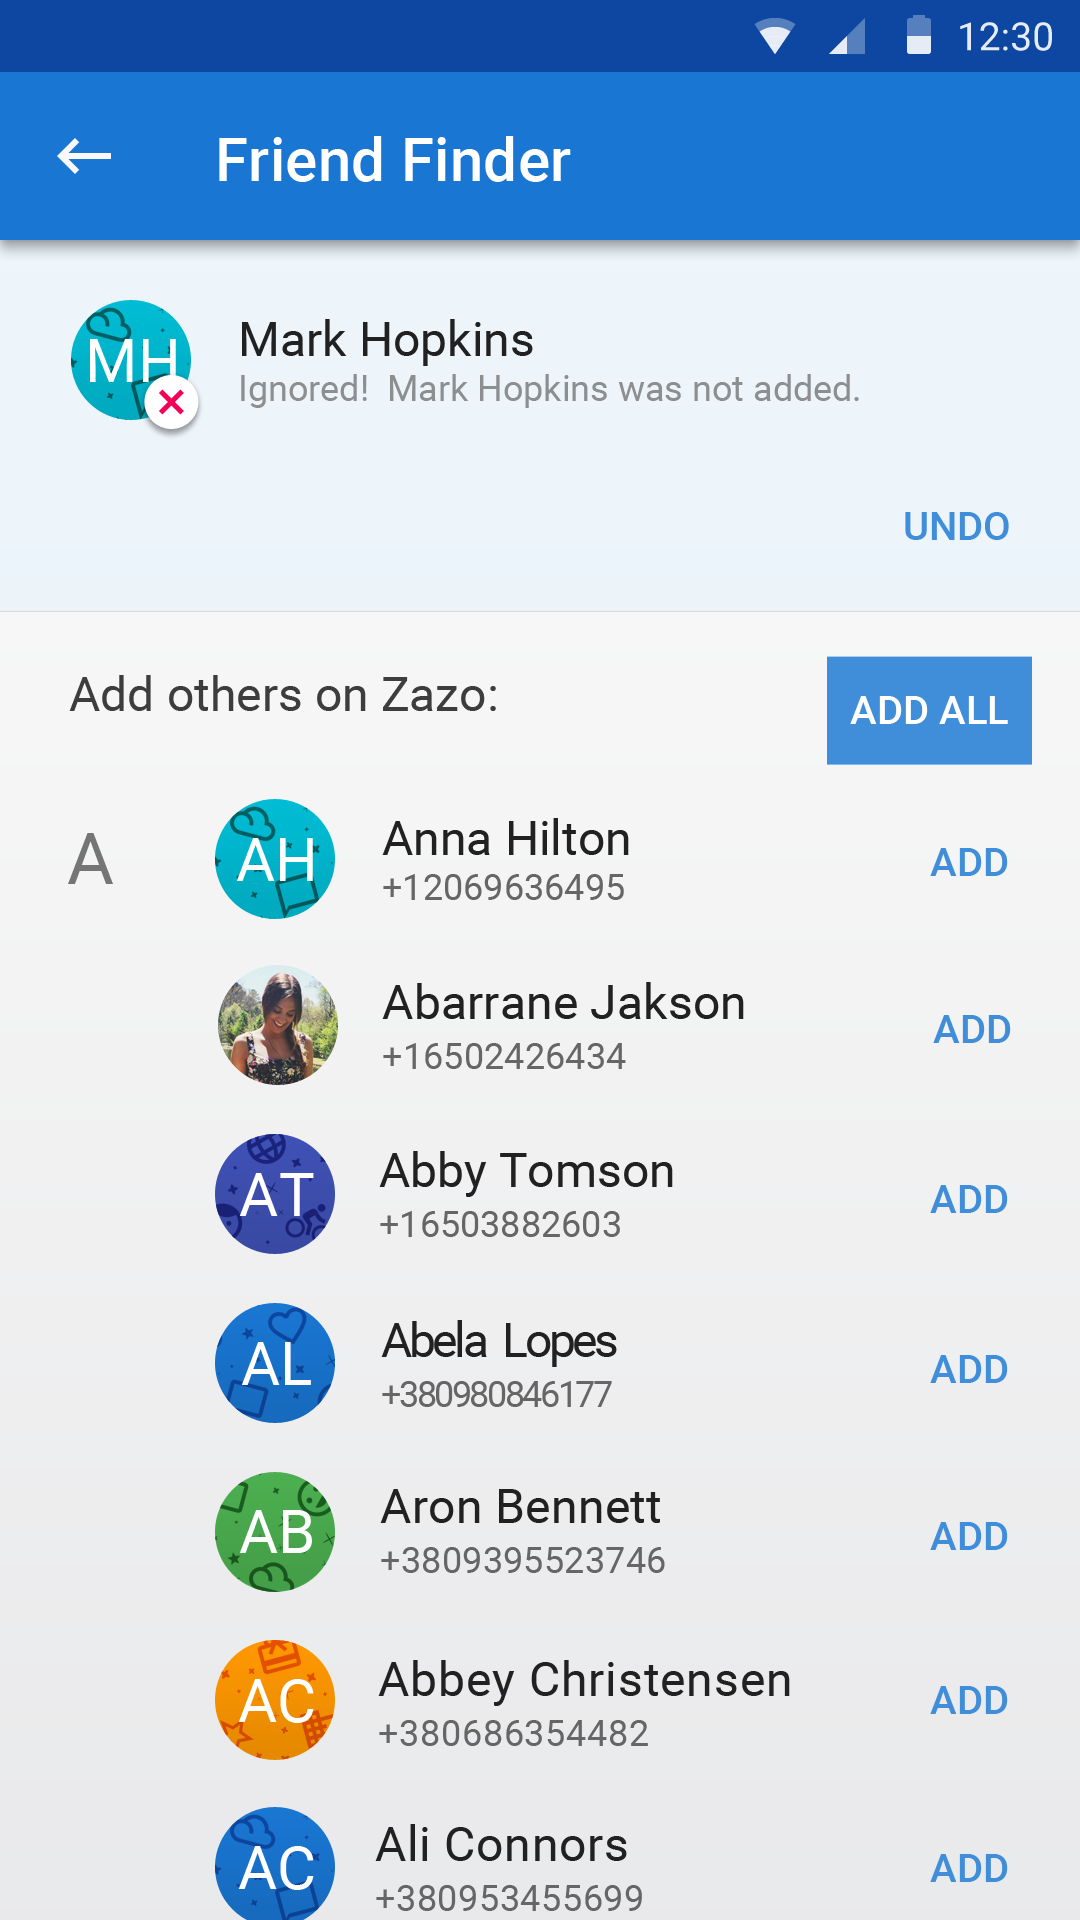 12:30
Friend Finder
MH
Mark Hopkins
Ignored! Mark Hopkins was not added.
UNDO
Add others on Zazo:
ADD ALL
A
AH
Anna Hilton
+12069636495
ADD
Abarrane Jakson
+16502426434
ADD
AT
Abby Tomson
+16503882603
ADD
AL
Abela Lopes
+380980846177
ADD
AB
Aron Bennett
+3809395523746
ADD
AC
Abbey Christensen
+380686354482
ADD
AC
Ali Connors
+380953455699
ADD